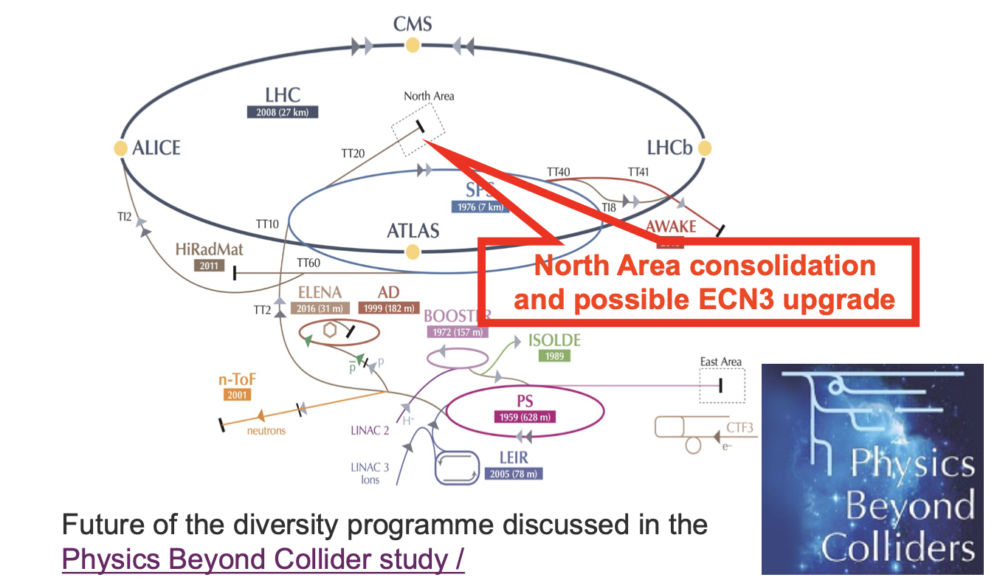 CMS
LHC
2008 (27 km)
North Area
ALICE
TT20
LHCb
TT40
TT41
SPS
1976 (7 km)
TI8
TI2
TT10
ATLAS
AWAKE
HiRadMat
2011
TT60
North Area consolidation
and possible ECN3 upgrade
ELENA
2016 (31 m)
AD
1999 (182 m)
TT2
BOOSTER
1972 (157 m)
ISOLDE
1989
p̅
p
East Area
n-ToF
2001
neutrons
H⁺
LINAC 2
PS
1959 (628 m)
CTF3
e-
LINAC 3
Ions
LEIR
2005 (78 m)
Physics
Beyond
Colliders
Future of the diversity programme discussed in the
Physics Beyond Collider study /